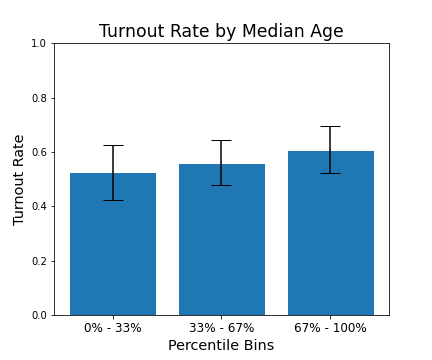 Turnout Rate by Median Age
1.0
0.8
0.6
0.4
0.2
0.0
Turnout Rate
0% - 33%
33% - 67%
67% - 100%
Percentile Bins